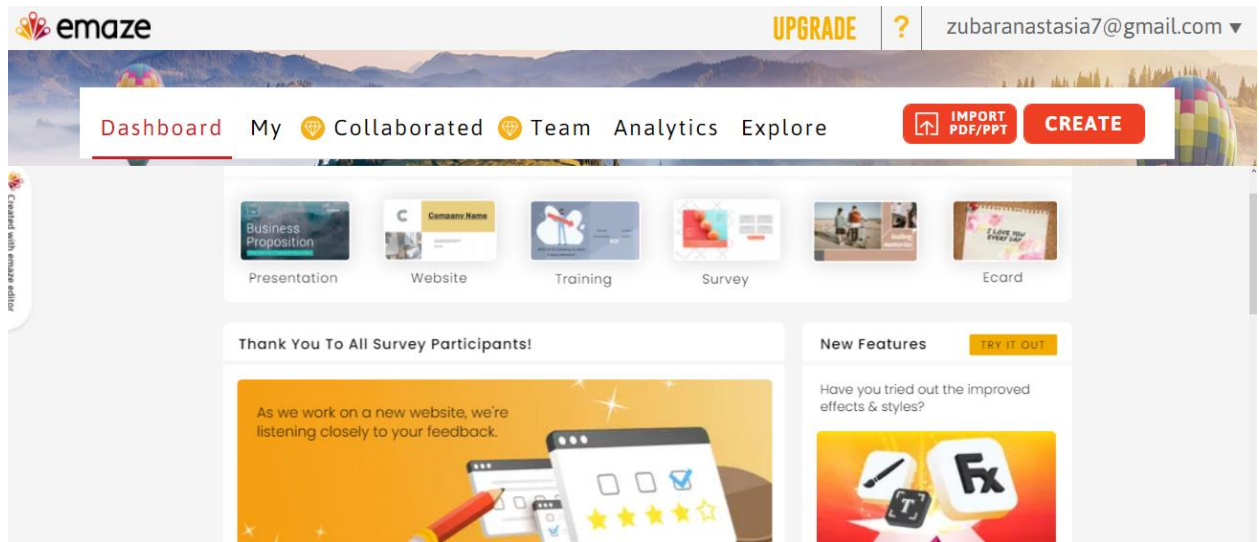 emaze
UPGRADE ? zubaranastasia7@gmail.com ▼
Dashboard My Collaborated Team Analytics Explore
IMPORT
PDF/PPT
CREATE
Created with emaze editor
Business
Proposition
C Company Name
I LOVE YOU
EVERY DAY
Presentation Website Training Survey Ecard
Thank You To All Survey Participants!
New Features TRY IT OUT
As we work on a new website, we're
listening closely to your feedback.
Have you tried out the improved
effects & styles?
Fx
T